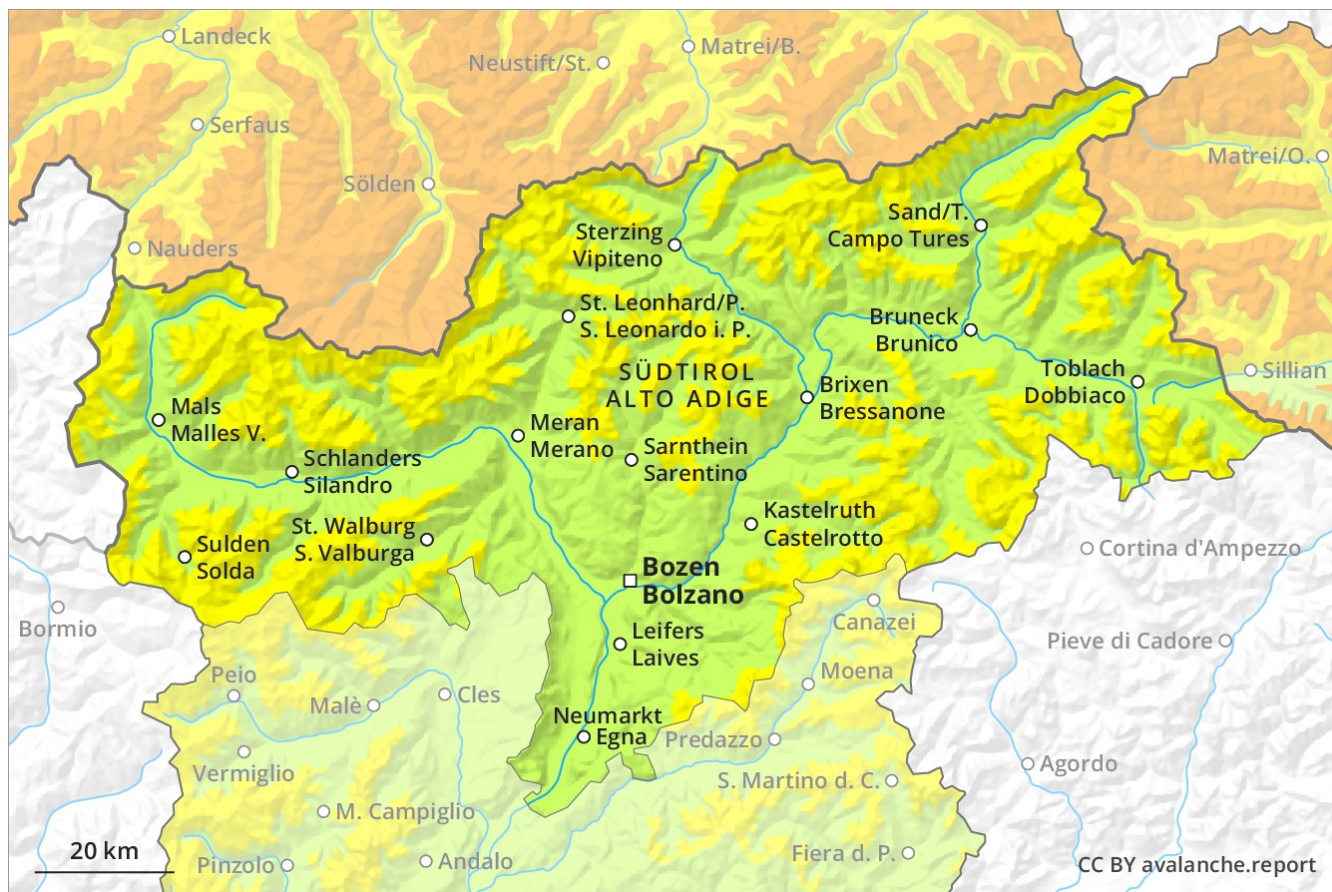 Landeck
Matrei/B.
Neustift/St.
Serfaus
Matrei/O.
Sölden
Sand/T.
Campo Tures
Sterzing
Vipiteno
Nauders
St. Leonhard/P.
S. Leonardo i. P.
Bruneck
Brunico
SÜDTIROL
ALTO ADIGE
Toblach
Dobbiaco
Sillian
Brixen
Bressanone
Mals
Malles V.
Meran
Merano
Sarnthein
Sarentino
Schlanders
Silandro
Kastelruth
Castelrotto
St. Walburg
S. Valburga
Sulden
Solda
Cortina d'Ampezzo
Bozen
Bolzano
Bormio
Canazei
Leifers
Laives
Pieve di Cadore
Peio
Moena
Malè
Cles
Neumarkt
Egna
Predazzo
Vermiglio
Agordo
S. Martino d. C.
M. Campiglio
20 km
Pinzolo
Andalo
Fiera d. P.
CC BY avalanche.report